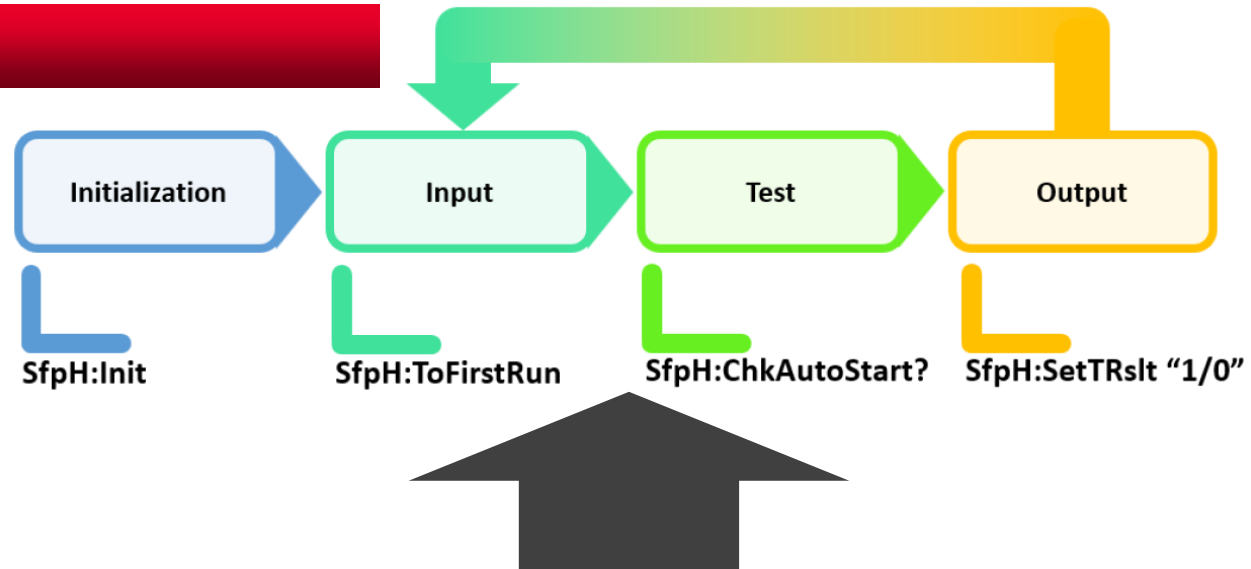 Initialization
Input
Test
Output
SfpH:Init
SfpH:ToFirstRun
SfpH:ChkAutoStart?
SfpH:SetTRslt “1/0”